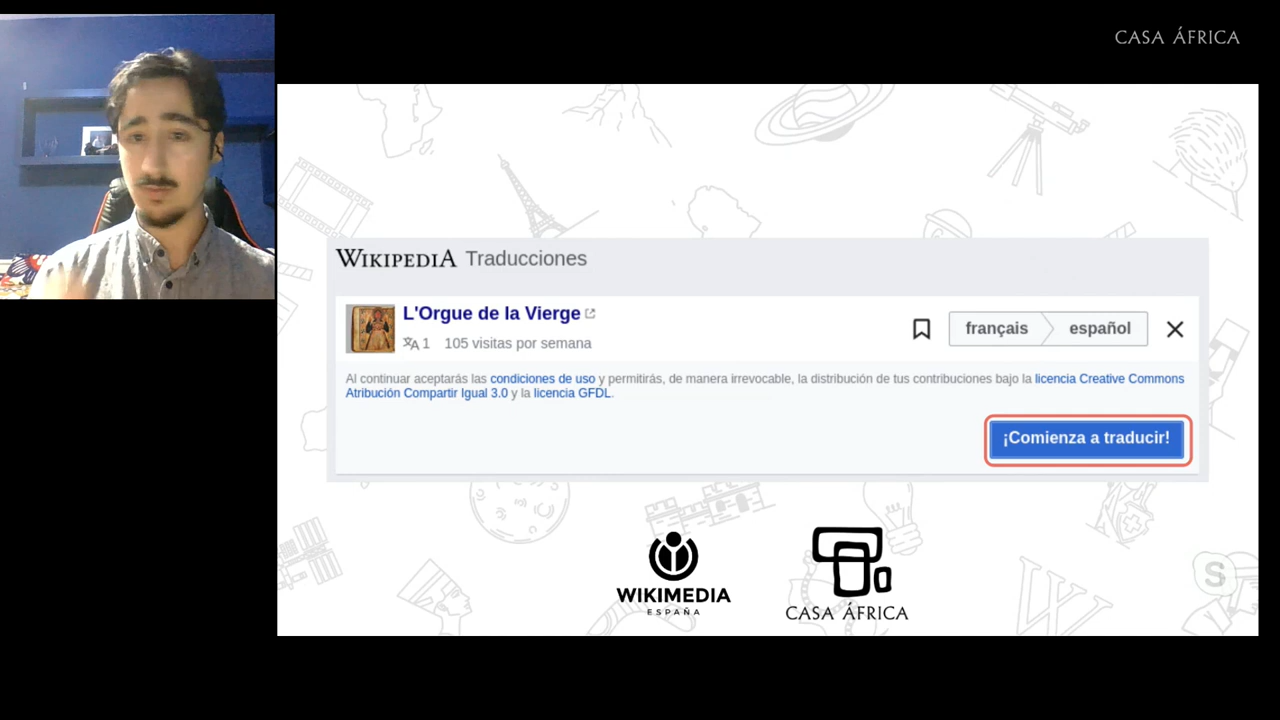 CASA ÁFRICA
WIKIPEDIA Traducciones
L'Orgue de la Vierge
1 105 visitas por semana
français español
Al continuar aceptarás las condiciones de uso y permitirás, de manera irrevocable, la distribución de tus contribuciones bajo la licencia Creative Commons
Atribución Compartir Igual 3.0 y la licencia GFDL.
¡Comienza a traducir!
WIKIMEDIA
ESPAÑA
CASA ÁFRICA